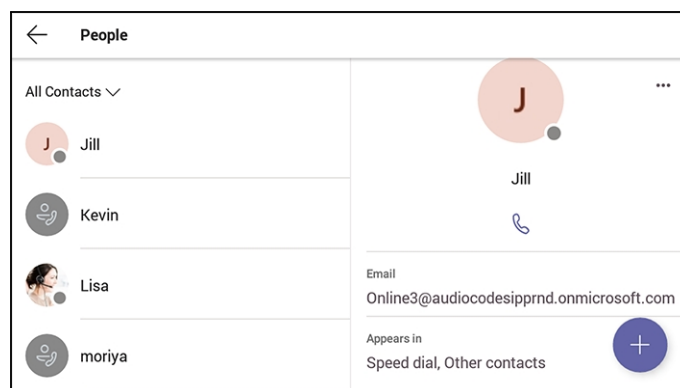 People
All Contacts
J
Jill
Kevin
Lisa
moriya
J
Jill
Email
Online3@audiocodesipprnd.onmicrosoft.com
Appears in
Speed dial, Other contacts